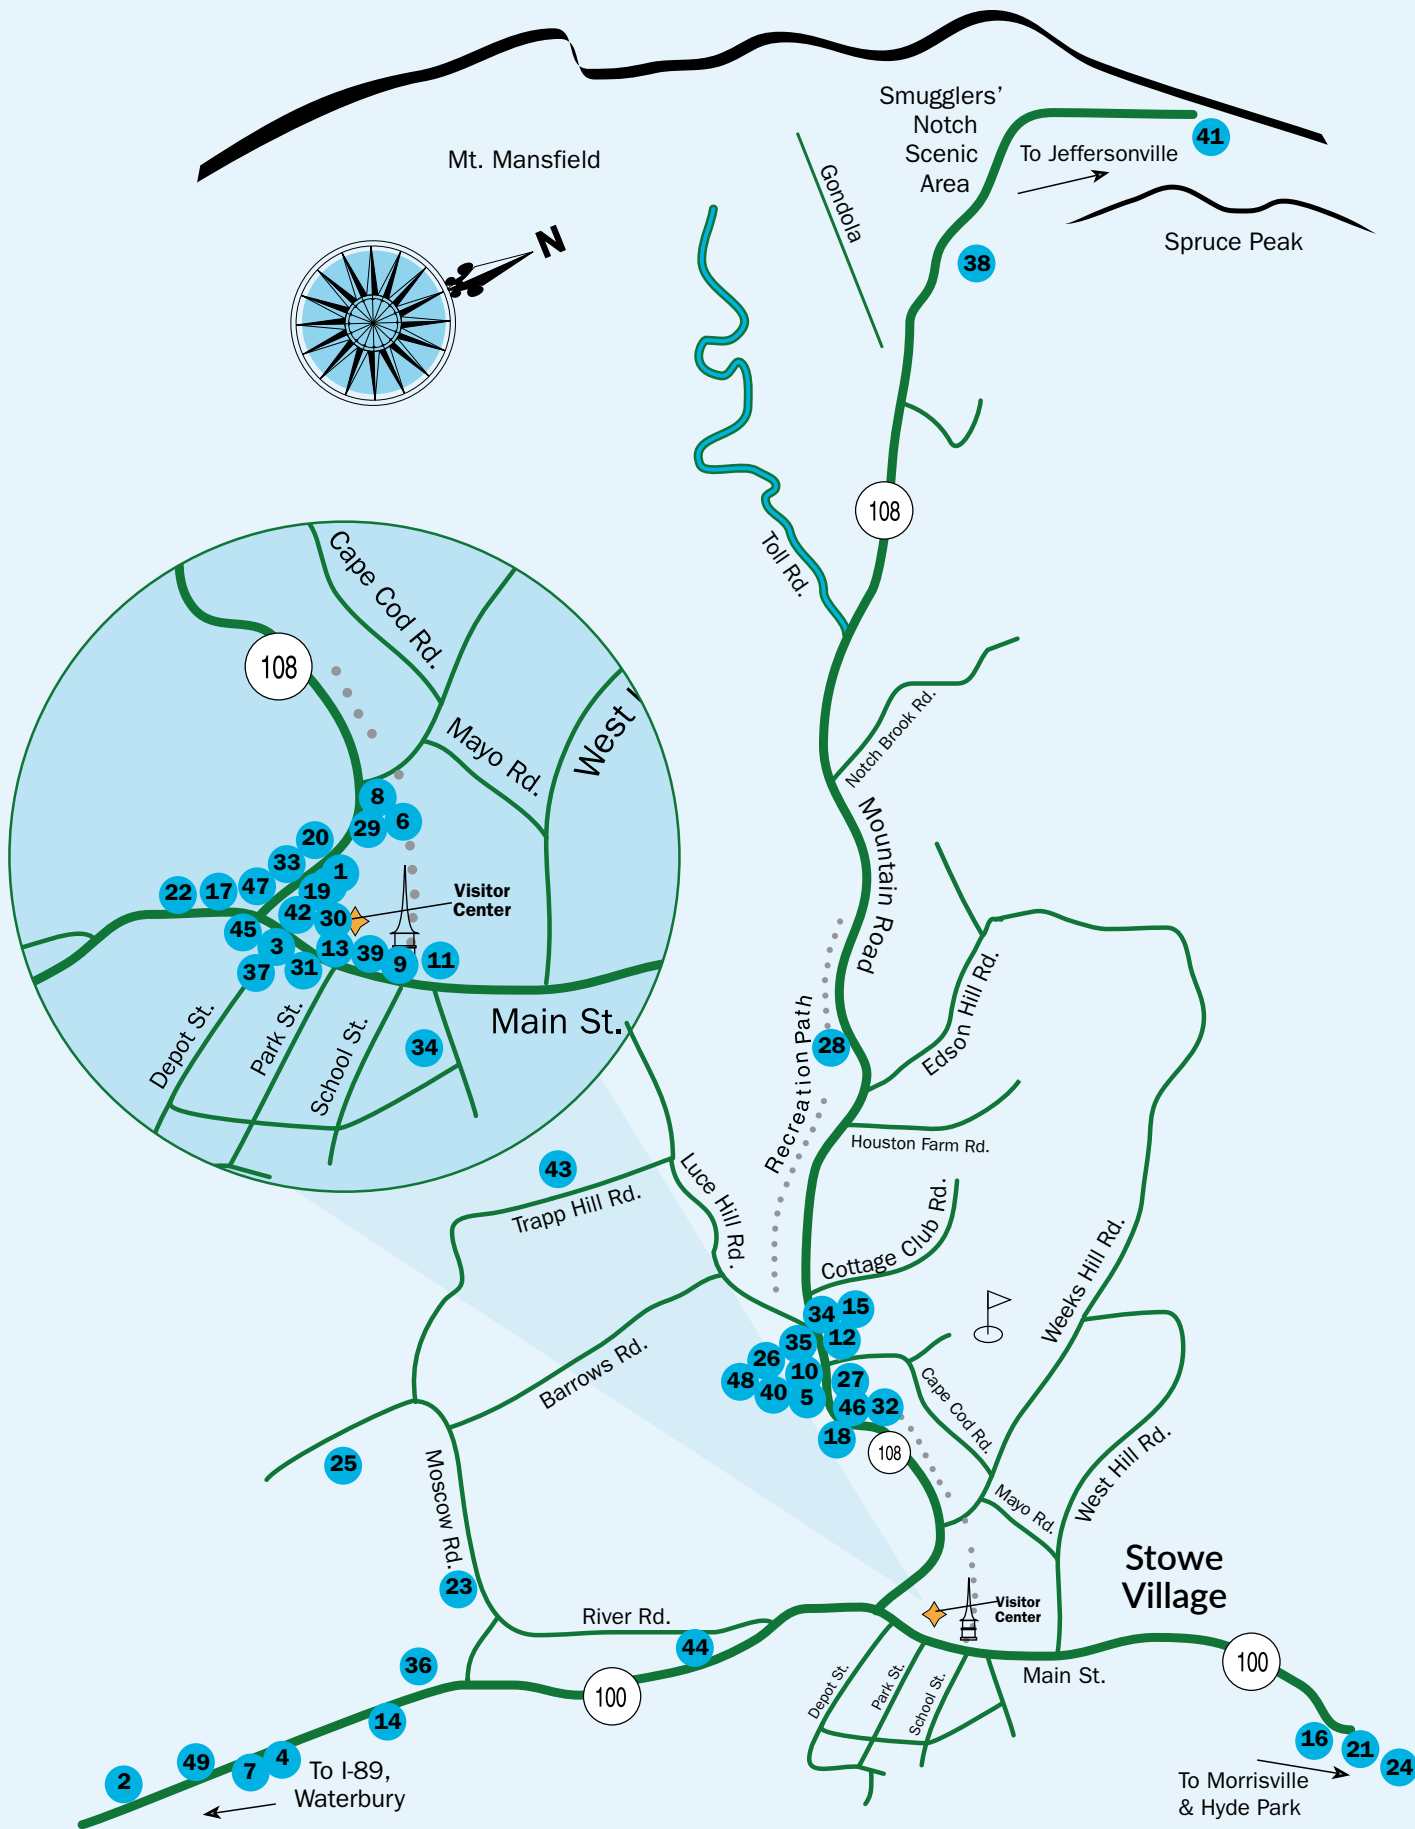 Smugglers’
Notch
Scenic
Area
41
To Jeffersonville
Mt. Mansfield
Gondola
Spruce Peak
N
38
108
Toll Rd.
Cape Cod Rd.
108
Mayo Rd.
West
Notch Brook Rd.
Mountain Road
8
6
29
20
33
1
47
19
17
22
42
30
Visitor
Center
45
3
13
39
9
11
37
31
Main St.
Depot St.
Park St.
School St.
34
Recreation Path
28
Edson Hill Rd.
Houston Farm Rd.
43
Trapp Hill Rd.
Luce Hill Rd.
Cottage Club Rd.
Weeks Hill Rd.
34
15
12
35
26
10
48
40
5
27
46
32
18
108
Cape Cod Rd.
Barrows Rd.
25
Moscow Rd.
West Hill Rd.
Mayo Rd.
Stowe
Village
23
Visitor
Center
River Rd.
44
36
100
Main St.
100
Depot St.
Park St.
School St.
14
16
21
24
2
49
7
4
To I-89,
Waterbury
To Morrisville
& Hyde Park